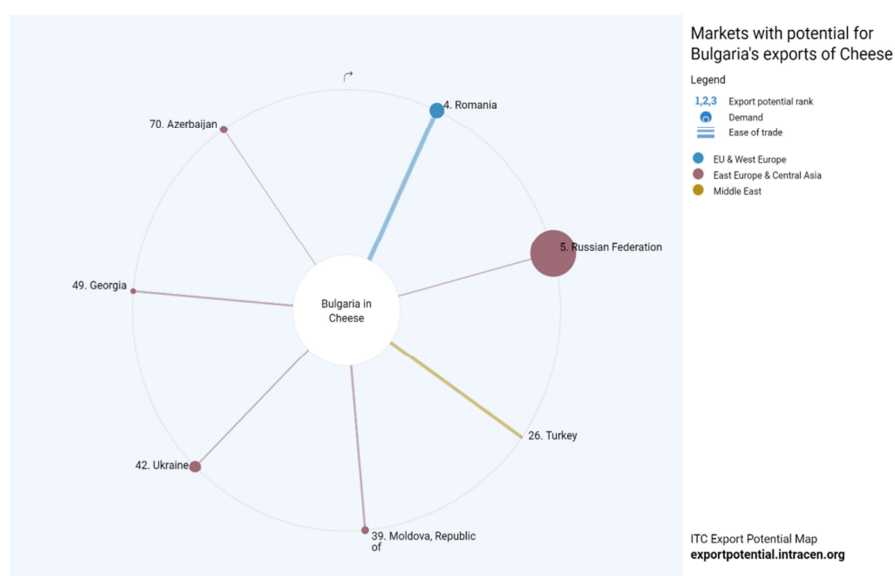 Markets with potential for
Bulgaria's exports of Cheese
Legend
1,2,3 Export potential rank
Demand
Ease of trade
EU & West Europe
East Europe & Central Asia
Middle East
4. Romania
70. Azerbaijan
5. Russian Federation
49. Georgia
Bulgaria in
Cheese
26. Turkey
42. Ukraine
39. Moldova, Republic
of
ITC Export Potential Map
exportpotential.intracen.org